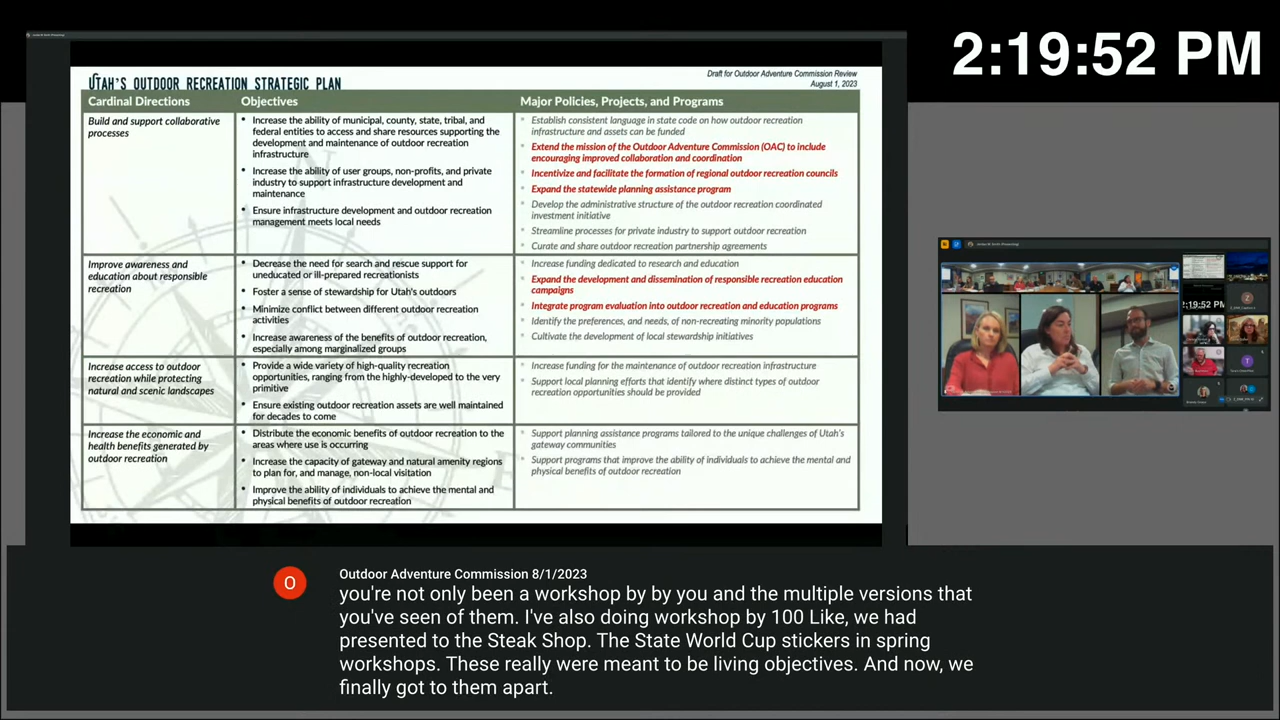 2:19:52 PM
UTAH'S OUTDOOR RECREATION STRATEGIC PLAN
Draft for Outdoor Adventure Commission Review
August 1, 2023
Cardinal Directions
Objectives
Major Policies, Projects, and Programs
Build and support collaborative
processes
• Increase the ability of municipal, county, state, tribal, and
federal entities to access and share resources supporting the
development and maintenance of outdoor recreation
infrastructure
• Increase the ability of user groups, non-profits, and private
industry to support infrastructure development and
maintenance
• Ensure infrastructure development and outdoor recreation
management meets local needs
• Establish consistent language in state code on how outdoor recreation
infrastructure and assets can be funded
• Extend the mission of the Outdoor Adventure Commission (OAC) to include
encouraging improved collaboration and coordination
• Incentivize and facilitate the formation of regional outdoor recreation councils
• Expand the statewide planning assistance program
• Develop the administrative structure of the outdoor recreation coordinated
investment initiative
• Streamline processes for private industry to support outdoor recreation
• Curate and share outdoor recreation partnership agreements
Improve awareness and
education about responsible
recreation
• Decrease the need for search and rescue support for
uneducated or ill-prepared recreationists
• Foster a sense of stewardship for Utah's outdoors
• Minimize conflict between different outdoor recreation
activities
• Increase awareness of the benefits of outdoor recreation,
especially among marginalized groups
• Increase funding dedicated to research and education
• Expand the development and dissemination of responsible recreation education
campaigns
• Integrate program evaluation into outdoor recreation and education programs
• Identify the preferences, and needs, of non-recreating minority populations
• Cultivate the development of local stewardship initiatives
Increase access to outdoor
recreation while protecting
natural and scenic landscapes
• Provide a wide variety of high-quality recreation
opportunities, ranging from the highly-developed to the very
primitive
• Ensure existing outdoor recreation assets are well maintained
for decades to come
• Increase funding for the maintenance of outdoor recreation infrastructure
• Support local planning efforts that identify where distinct types of outdoor
recreation opportunities should be provided
Increase the economic and
health benefits generated by
outdoor recreation
• Distribute the economic benefits of outdoor recreation to the
areas where use is occurring
• Increase the capacity of gateway and natural amenity regions
to plan for, and manage, non-local visitation
• Improve the ability of individuals to achieve the mental and
physical benefits of outdoor recreation
• Support planning assistance programs tailored to the unique challenges of Utah's
gateway communities
• Support programs that improve the ability of individuals to achieve the mental and
physical benefits of outdoor recreation
2:19:52 PM
T
O
Outdoor Adventure Commission 8/1/2023
you're not only been a workshop by by you and the multiple versions that
you've seen of them. I've also doing workshop by 100 Like, we had
presented to the Steak Shop. The State World Cup stickers in spring
workshops. These really were meant to be living objectives. And now, we
finally got to them apart.